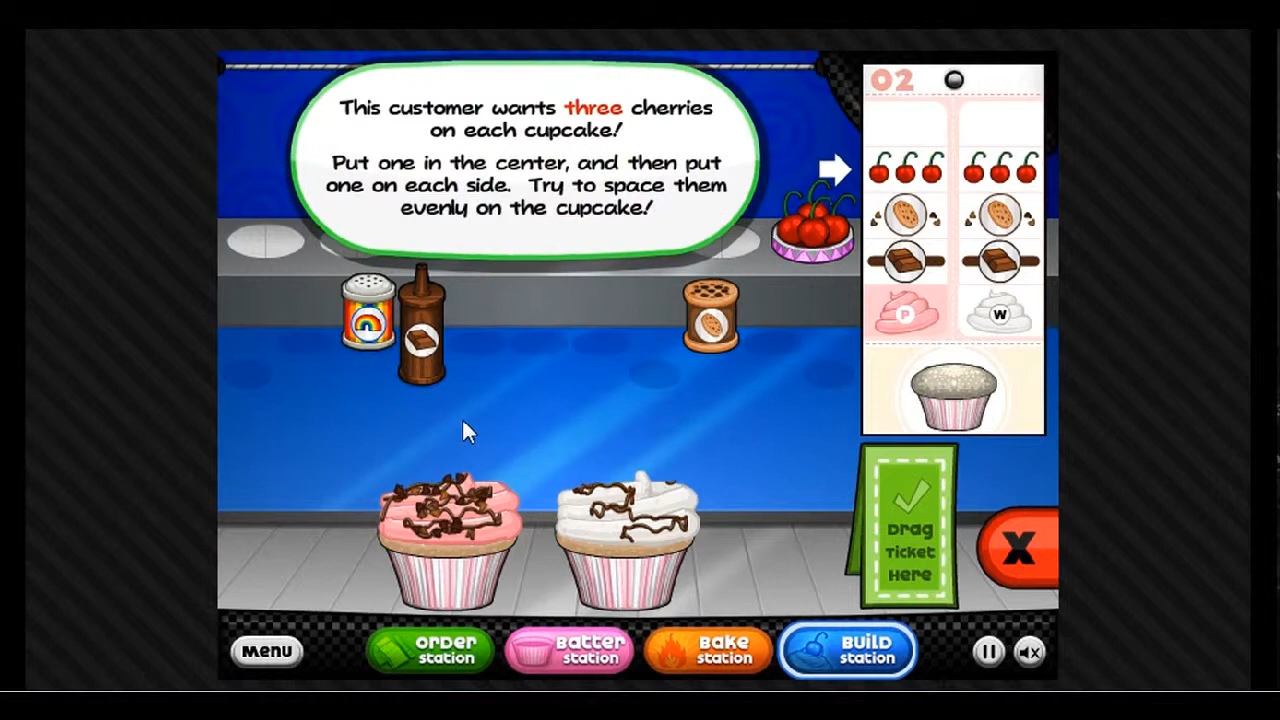 This customer wants three cherries
on each cupcake!
Put one in the center, and then put
one on each side. Try to space them
evenly on the cupcake!
02
P
W
Drag
Ticket
Here
X
Menu
Order
Station
Batter
Station
Bake
Station
Build
Station